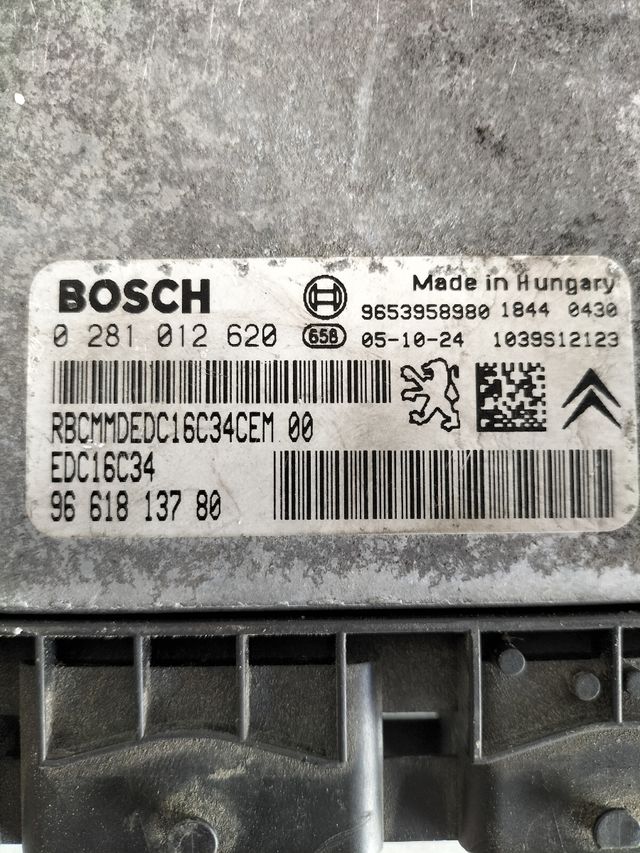 BOSCH
Made in Hungary
9653958980 1844 0430
0 281 012 620
656
05-10-24 1039S12123
RBCMMDEDC16C34CEM 00
EDC16C34
96 618 137 80